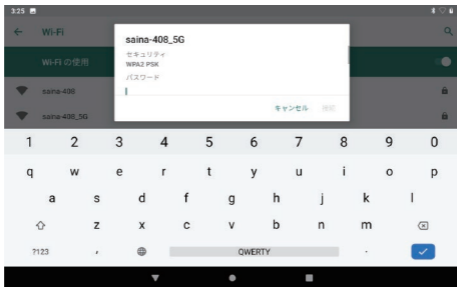 3:25
Wi-Fi
Wi-Fi の使用
saina-408
saina-408_5G
saina-408_5G
セキュリティ
WPA2 PSK
パスワード
キャンセル 接続
1 2 3 4 5 6 7 8 9 0
q w e r t y u i o p
a s d f g h j k l
z x c v b n m
?123 , QWERTY .